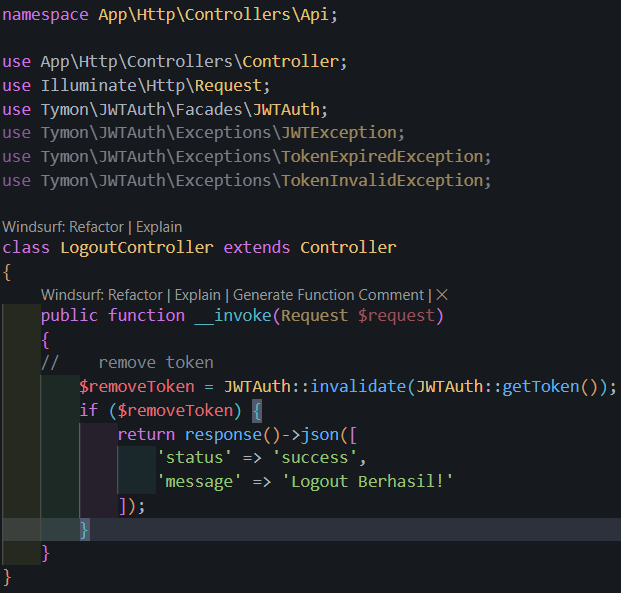 namespace App\Http\Controllers\Api;
use App\Http\Controllers\Controller;
use Illuminate\Http\Request;
use Tymon\JWTAuth\Facades\JWTAuth;
use Tymon\JWTAuth\Exceptions\JWTException;
use Tymon\JWTAuth\Exceptions\TokenExpiredException;
use Tymon\JWTAuth\Exceptions\TokenInvalidException;
Windsurf: Refactor | Explain
class LogoutController extends Controller
{
Windsurf: Refactor | Explain | Generate Function Comment | ×
public function __invoke(Request $request)
{
// remove token
$removeToken = JWTAuth::invalidate(JWTAuth::getToken());
if ($removeToken) {
return response()->json([
'status' => 'success',
'message' => 'Logout Berhasil!'
]);
}
}
}